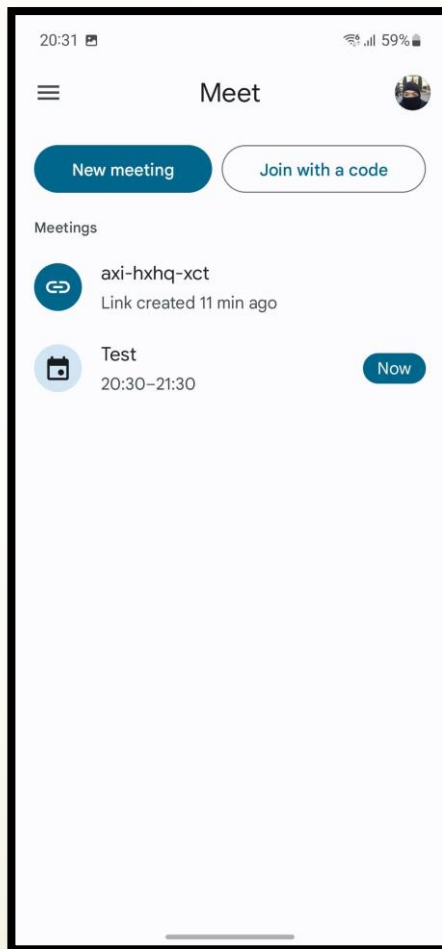 20:31 59%
Meet
New meeting Join with a code
Meetings
axi-hxhq-xct
Link created 11 min ago
Test
20:30–21:30 Now